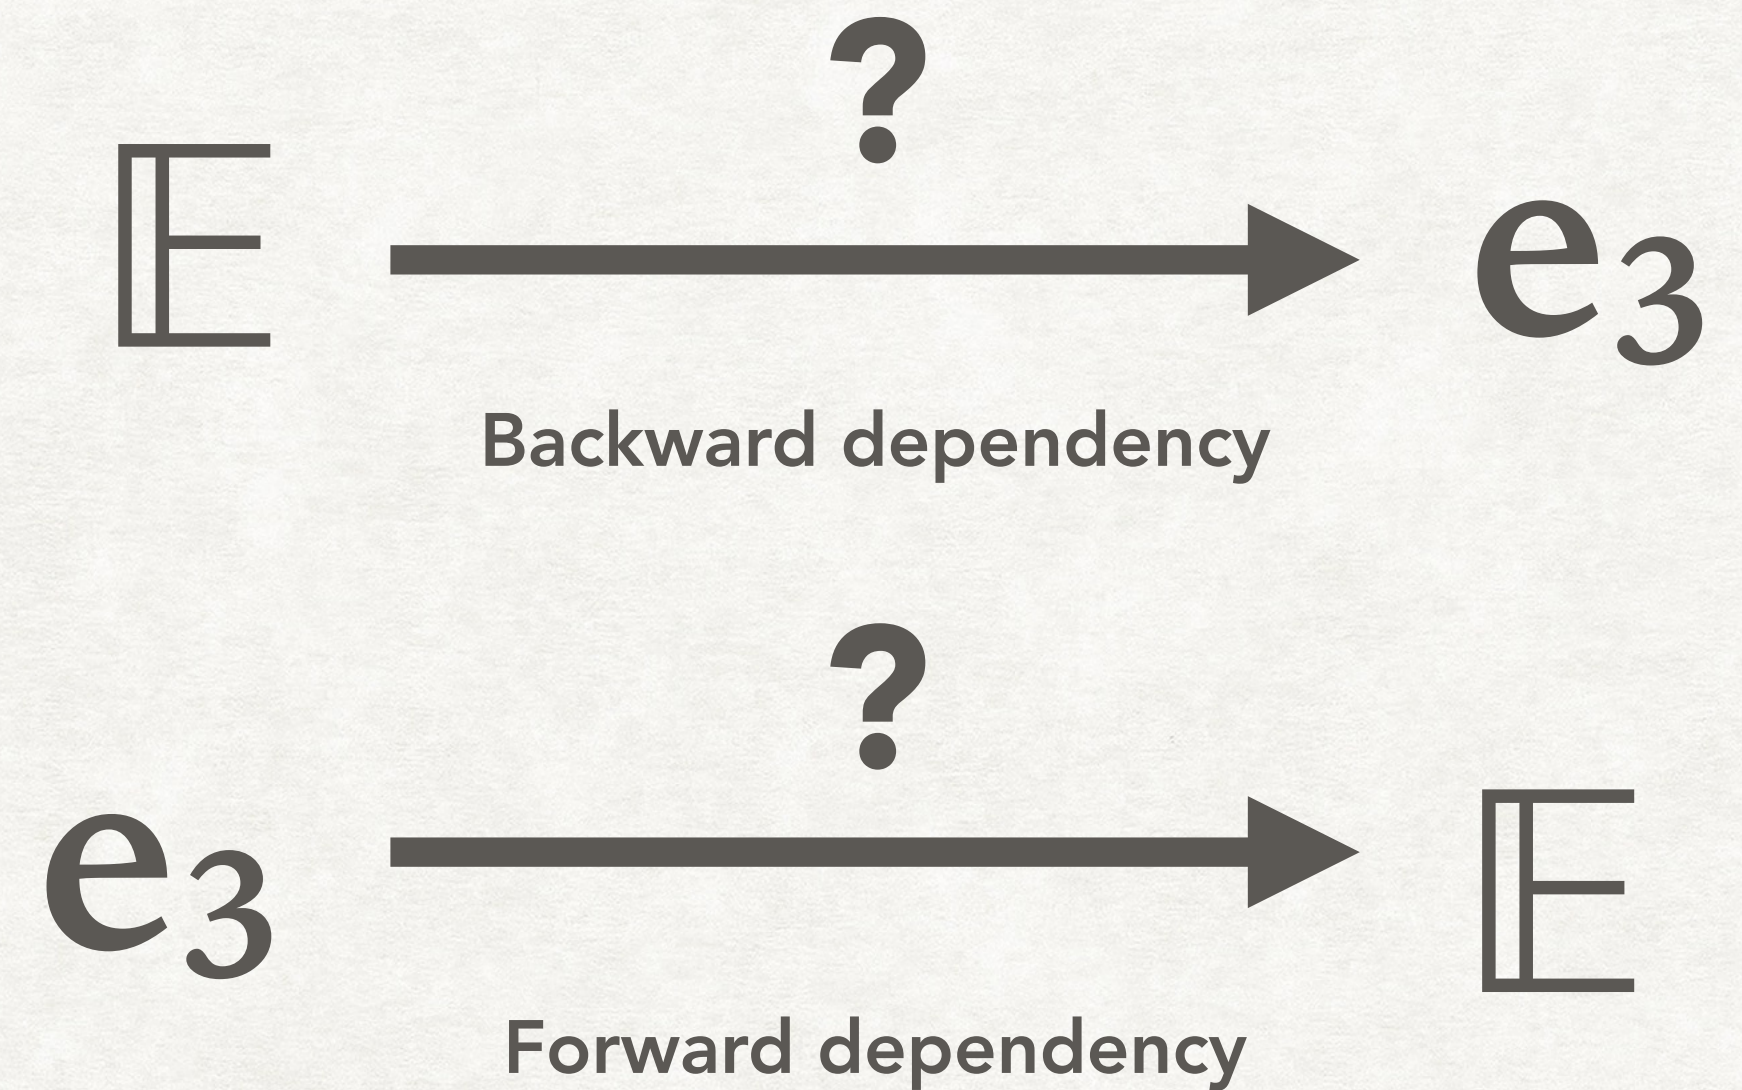 ?
𝔼 e₃
Backward dependency
?
e₃ 𝔼
Forward dependency